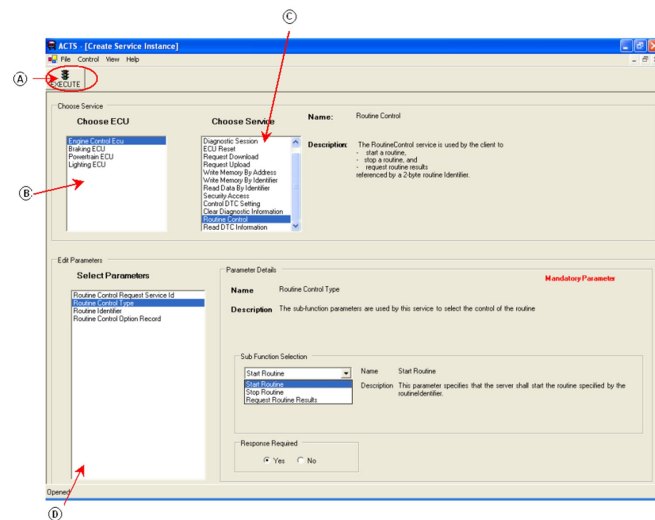 C
ACTS - [Create Service Instance]
File Control View Help
A
EXECUTE
Choose Service
Choose ECU
Engine Control Ecu
Braking ECU
Powertrain ECU
Lighting ECU
B
Choose Service
Diagnostic Session
ECU Reset
Request Download
Request Upload
Write Memory By Address
Write Memory By Identifier
Read Data By Identifier
Security Access
Control DTC Setting
Clear Diagnostic Information
Routine Control
Read DTC Information
Name: Routine Control
Description: The RoutineControl service is used by the client to
- start a routine,
- stop a routine, and
- request routine results
referenced by a 2-byte routine Identifier.
Edit Parameters
Select Parameters
Routine Control Request Service Id
Routine Control Type
Routine Identifier
Routine Control Option Record
Parameter Details
Mandatory Parameter
Name Routine Control Type
Description The sub-function parameters are used by this service to select the control of the routine
Sub Function Selection
Start Routine
Start Routine
Stop Routine
Request Routine Results
Name Start Routine
Description This parameter specifies that the server shall start the routine specified by the
routineIdentifier.
Response Required
Yes No
Opened
D